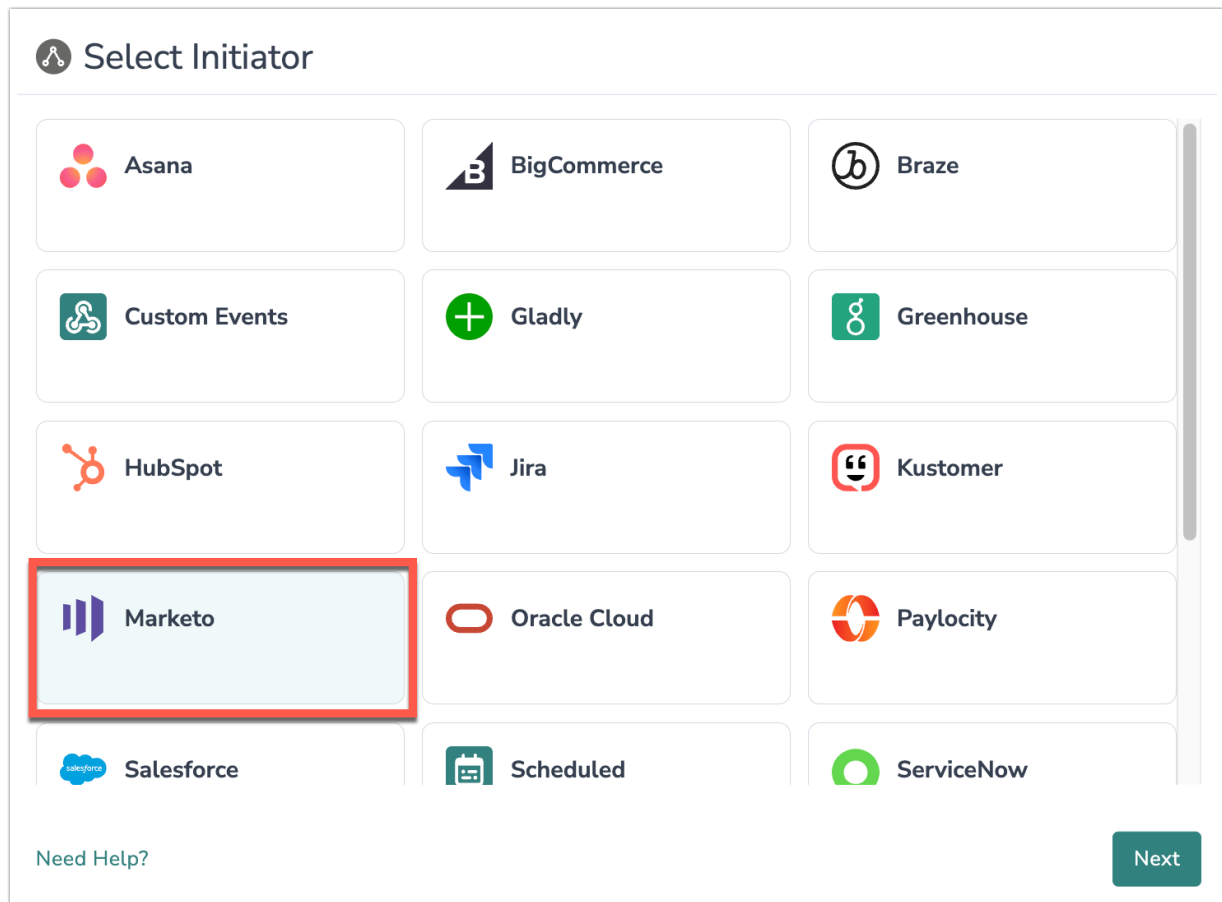 Select Initiator
Asana BigCommerce Braze
Custom Events Gladly Greenhouse
HubSpot Jira Kustomer
Marketo Oracle Cloud Paylocity
salesforce Salesforce Scheduled ServiceNow
Need Help? Next